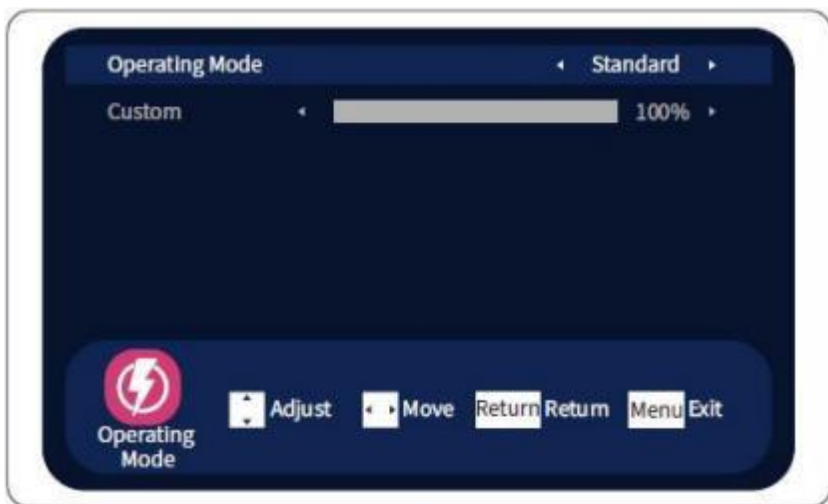 Operating Mode Standard
Custom 100%
Adjust Move Return Return Menu Exit
Operating
Mode